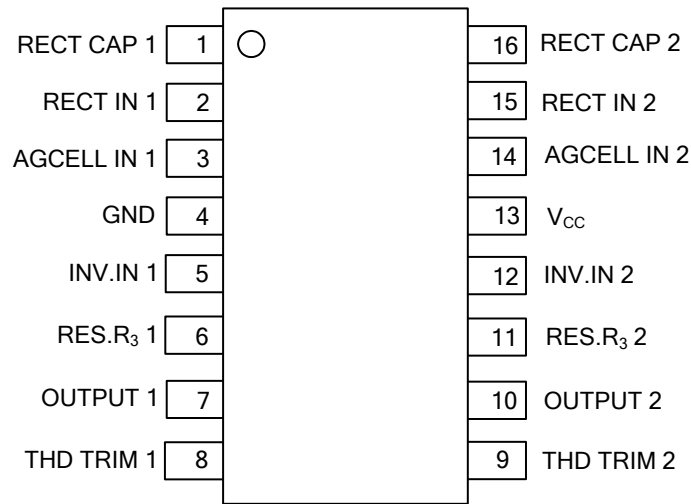 RECT CAP 1 1 16 RECT CAP 2
RECT IN 1 2 15 RECT IN 2
AGCELL IN 1 3 14 AGCELL IN 2
GND 4 13 V_CC
INV.IN 1 5 12 INV.IN 2
RES.R₃ 1 6 11 RES.R₃ 2
OUTPUT 1 7 10 OUTPUT 2
THD TRIM 1 8 9 THD TRIM 2